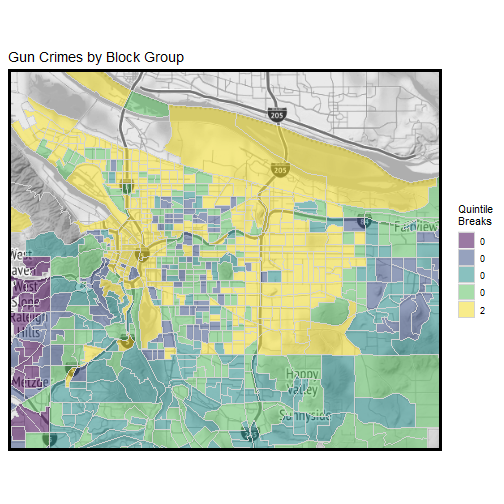 Gun Crimes by Block Group
205
205
84
Fairview
West
Haven
West
Slope
Raleigh
Hills
Metzger
5
5
Happy
Valley
Sunnyside
Quintile
Breaks
0
0
0
0
2